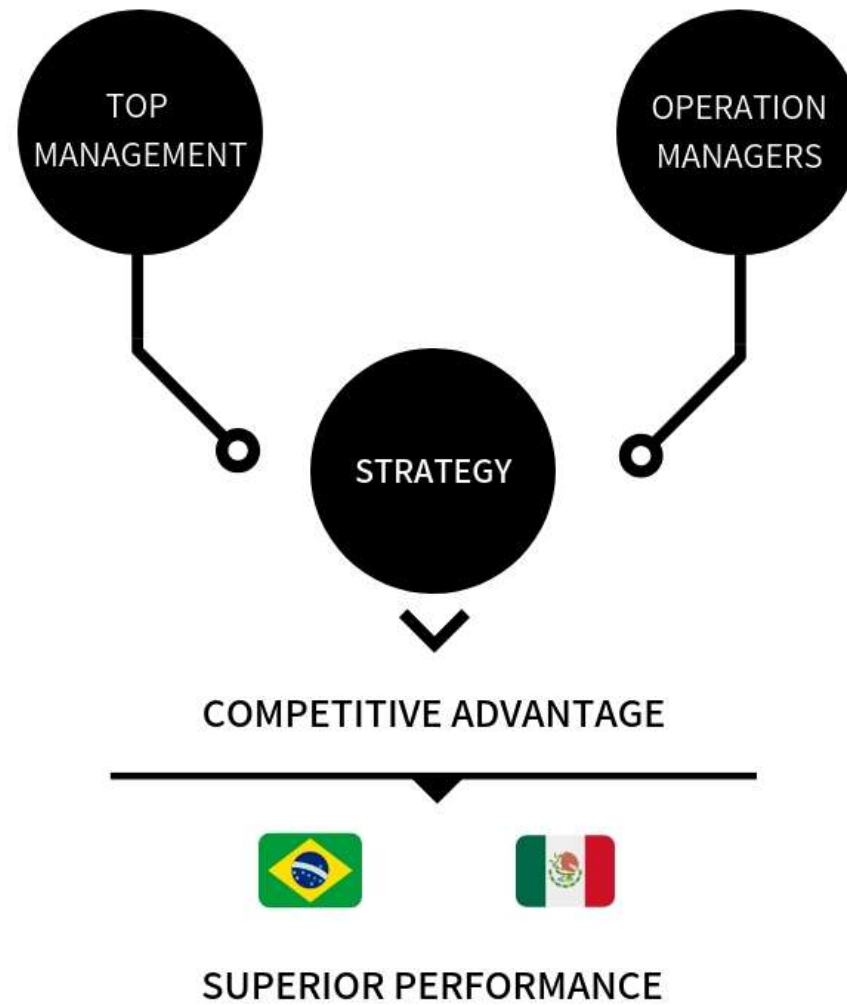 TOP
MANAGEMENT
OPERATION
MANAGERS
STRATEGY
COMPETITIVE ADVANTAGE
SUPERIOR PERFORMANCE